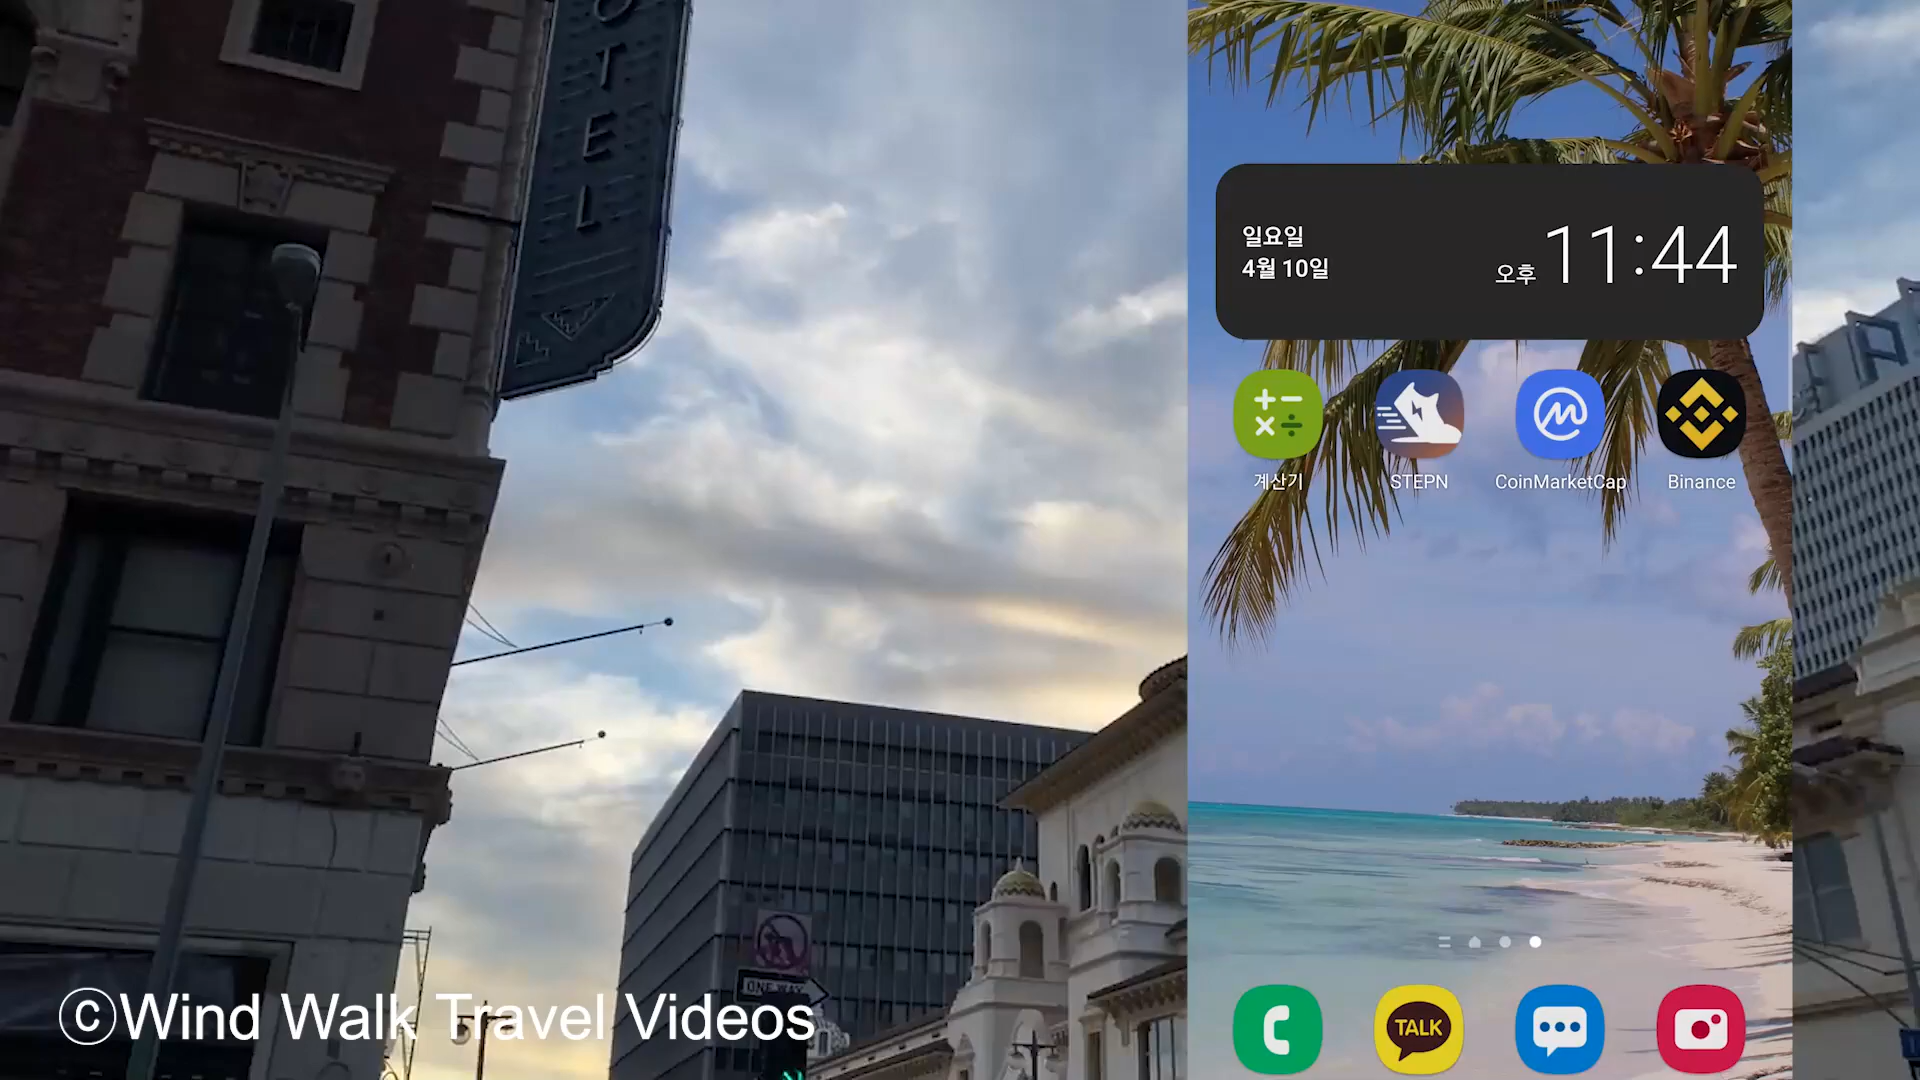 OTEL
ONE WAY
ⓒWind Walk Travel Videos
일요일
4월 10일
오후 11:44
계산기
STEPN
CoinMarketCap
Binance
TALK